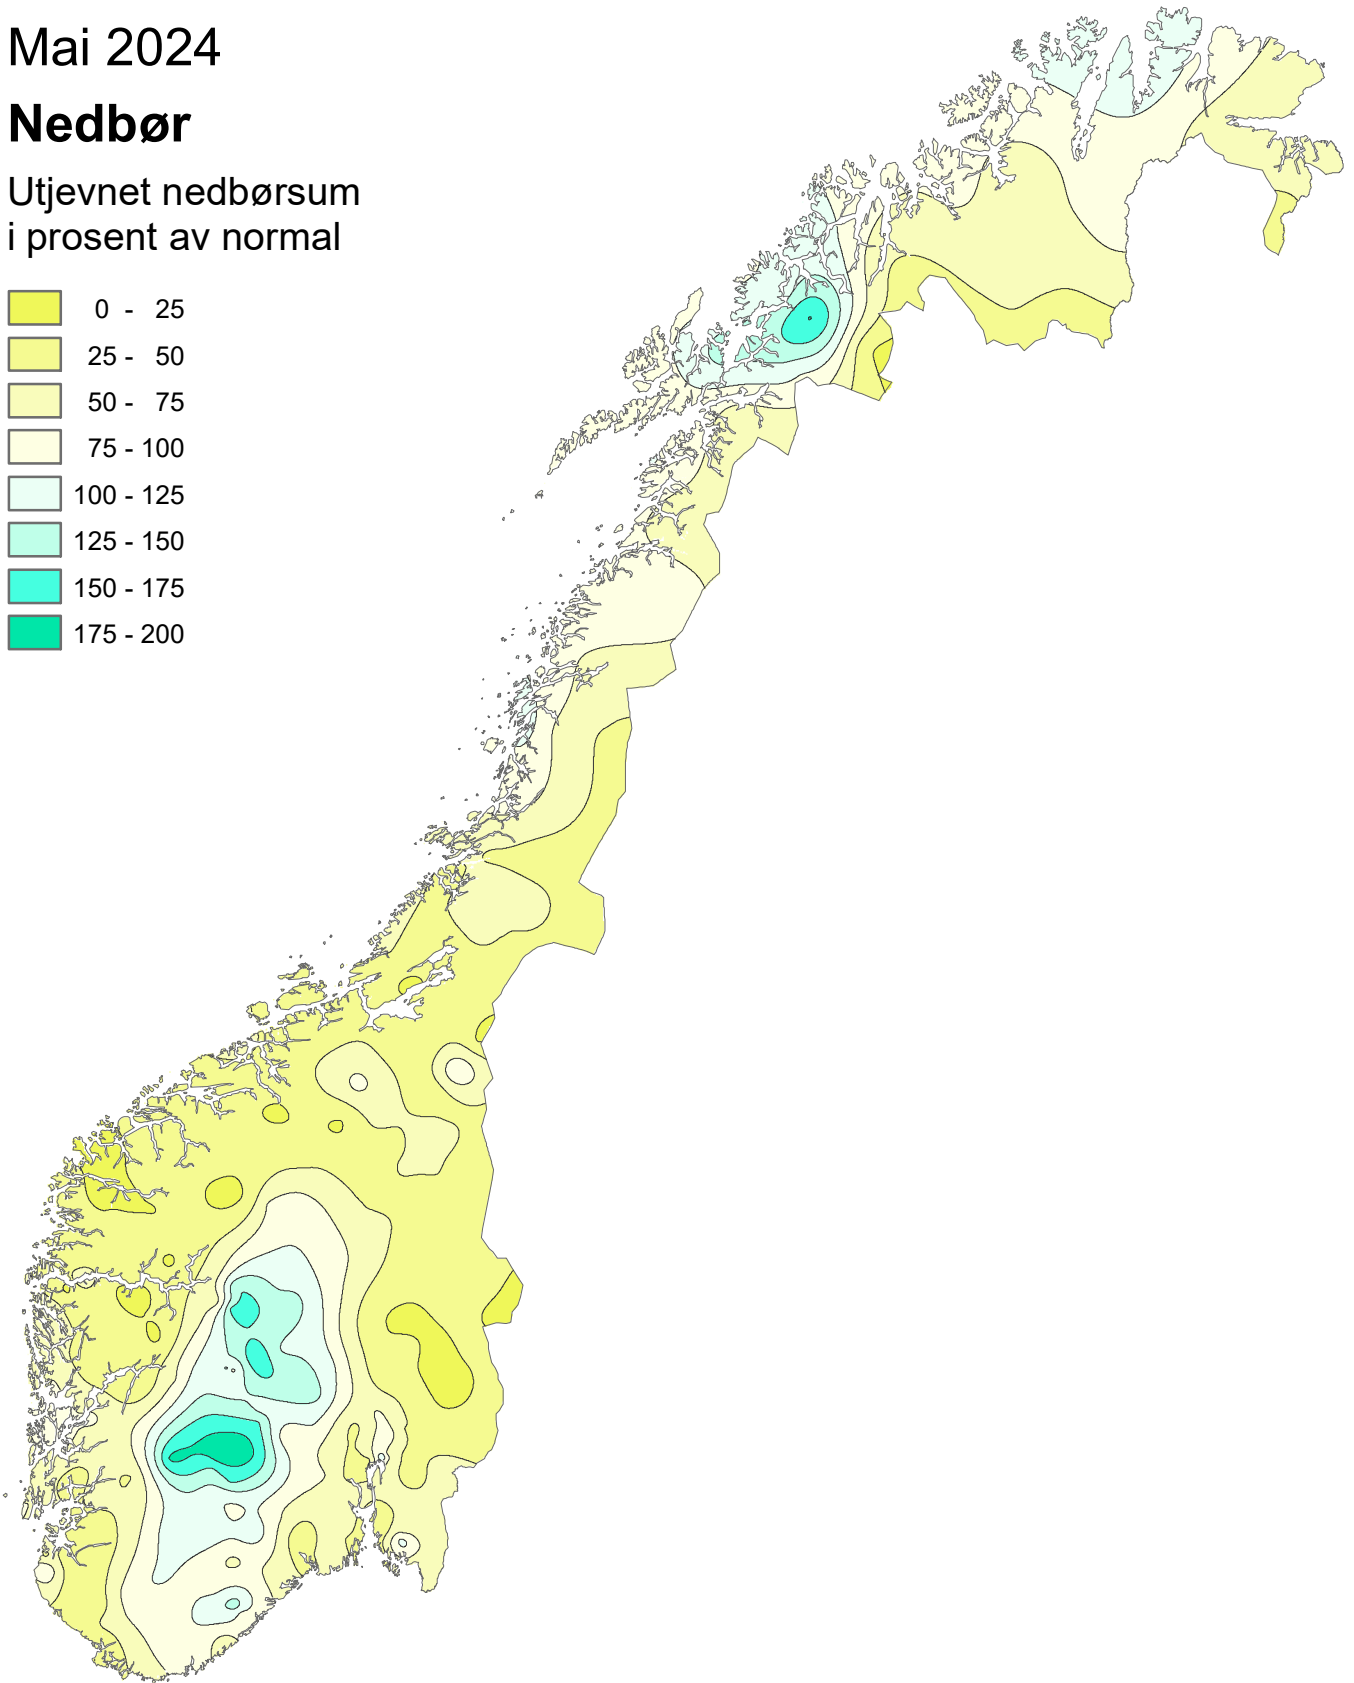 Mai 2024
Nedbør
Utjevnet nedbørsum
i prosent av normal
0 - 25
25 - 50
50 - 75
75 - 100
100 - 125
125 - 150
150 - 175
175 - 200